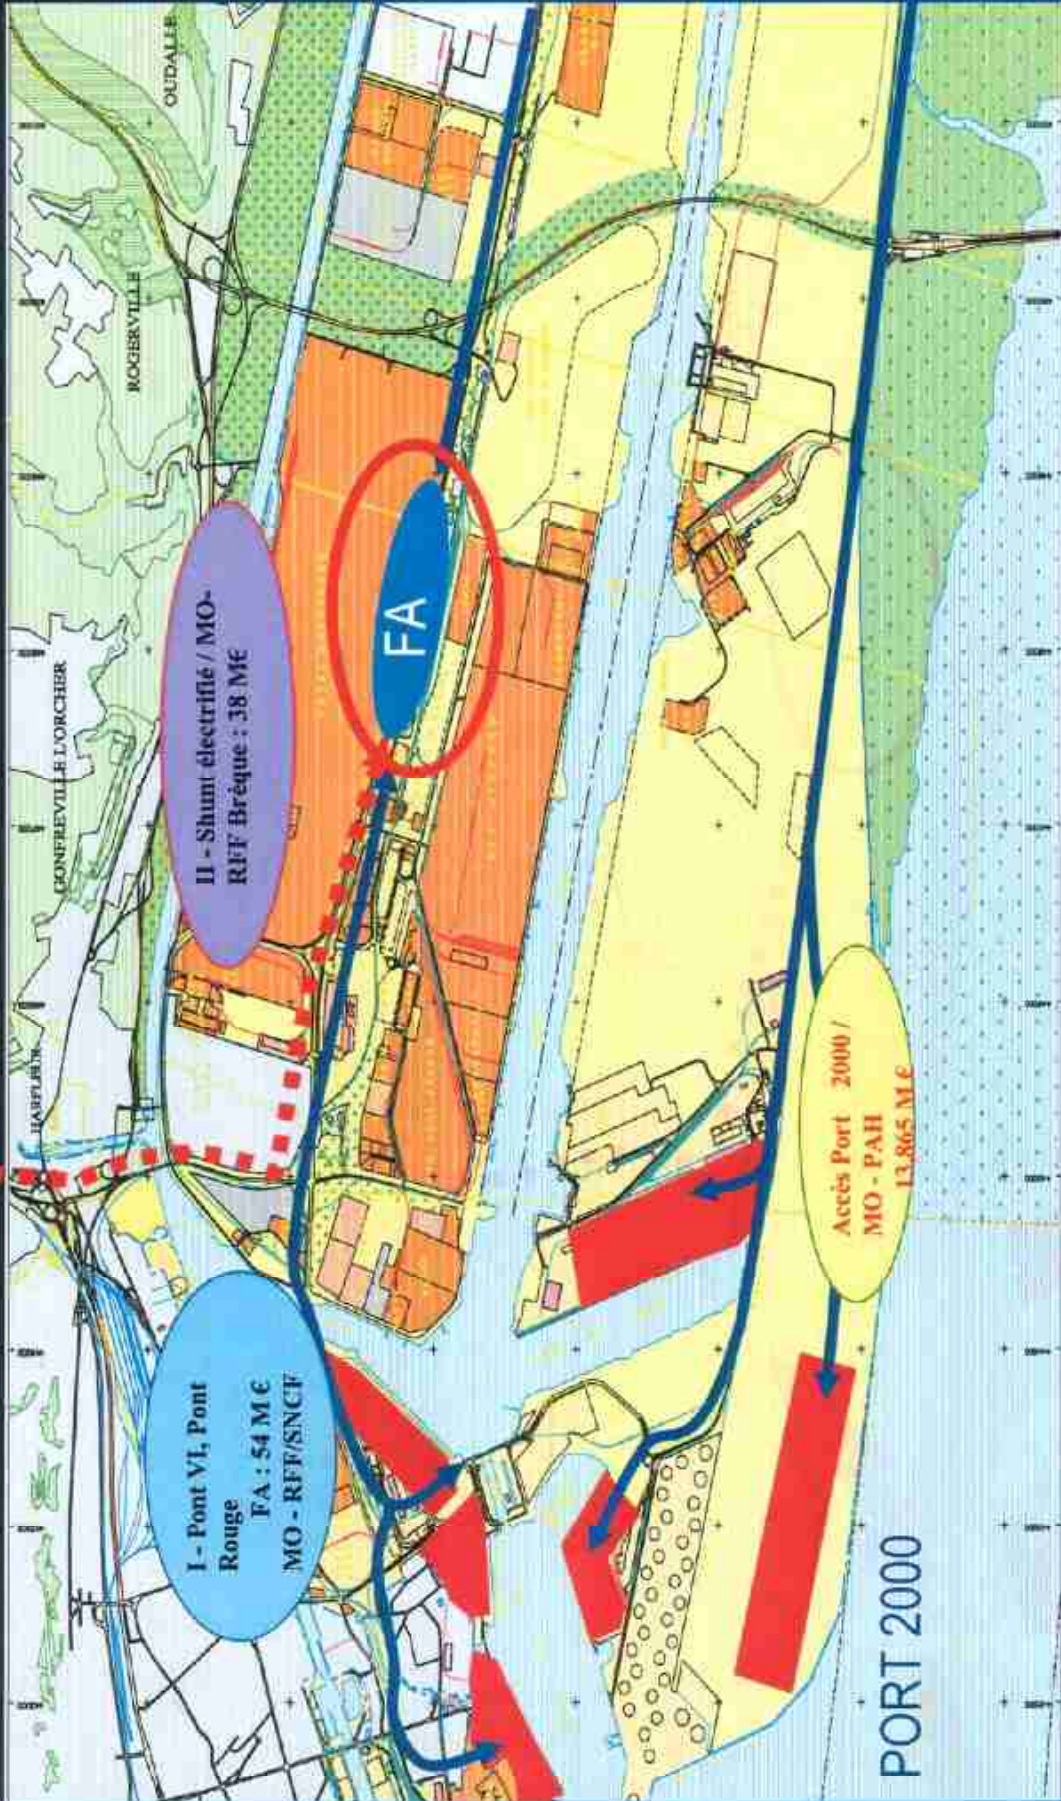 OUDALLE
ROGERVILLE
GONFREVILLE L'ORCHER
HARFLEUR
II - Shunt électrifié / MO-
RFF Brèque : 38 M€
FA
I - Pont VI, Pont
Rouge
FA : 54 M €
MO - RFF/SNCF
Accès Port 2000 /
MO - PAH
13,865 M €
PORT 2000